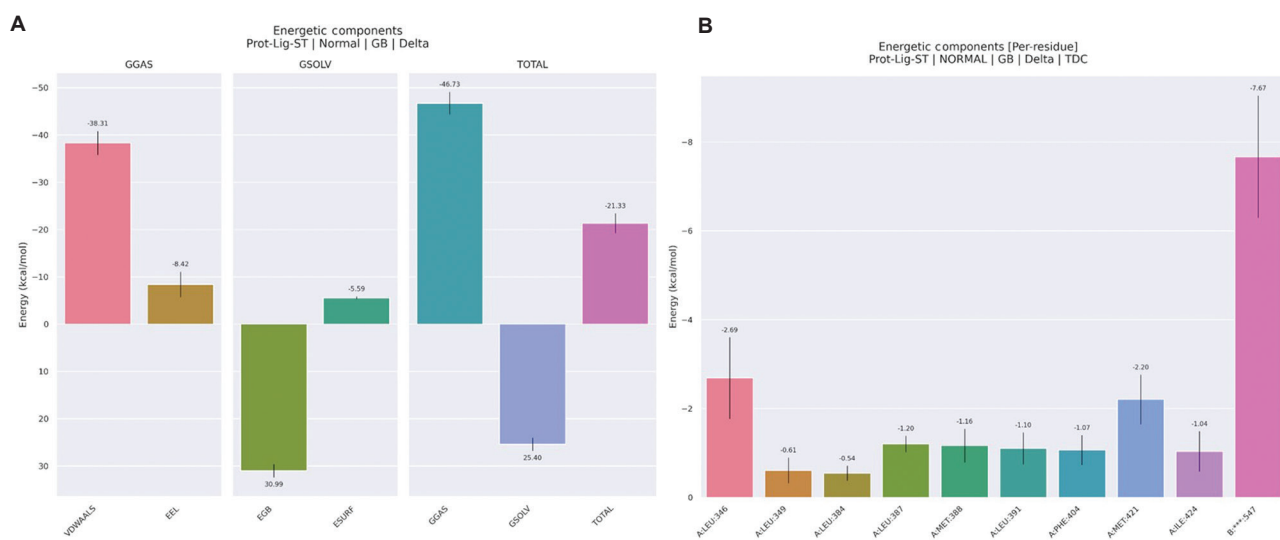 A
Energetic components
Prot-Lig-ST | Normal | GB | Delta
GGAS
GSOLV
TOTAL
Energy (kcal/mol)
−50
−40
−30
−20
−10
0
10
20
30
-38.31
-8.42
30.99
-5.59
-46.73
25.40
-21.33
VDWAALS
EEL
EGB
ESURF
GGAS
GSOLV
TOTAL
B
Energetic components [Per-residue]
Prot-Lig-ST | NORMAL | GB | Delta | TDC
Energy (kcal/mol)
−8
−6
−4
−2
0
-2.69
-0.61
-0.54
-1.20
-1.16
-1.10
-1.07
-2.20
-1.04
-7.67
A:LEU:346
A:LEU:349
A:LEU:384
A:LEU:387
A:MET:388
A:LEU:391
A:PHE:404
A:MET:421
A:ILE:424
B:***:547